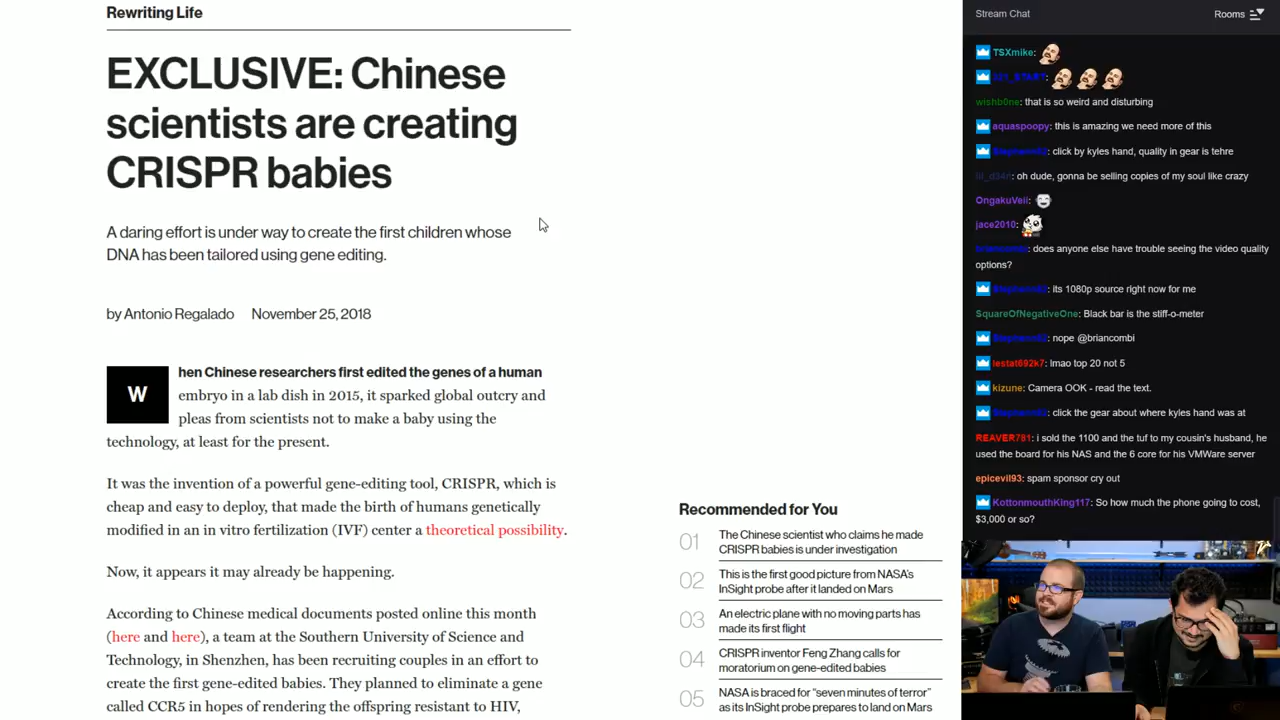 Rewriting Life
EXCLUSIVE: Chinese
scientists are creating
CRISPR babies
A daring effort is under way to create the first children whose
DNA has been tailored using gene editing.
by Antonio Regalado November 25, 2018
W
hen Chinese researchers first edited the genes of a human
embryo in a lab dish in 2015, it sparked global outcry and
pleas from scientists not to make a baby using the
technology, at least for the present.
It was the invention of a powerful gene-editing tool, CRISPR, which is
cheap and easy to deploy, that made the birth of humans genetically
modified in an in vitro fertilization (IVF) center a theoretical possibility.
Now, it appears it may already be happening.
According to Chinese medical documents posted online this month
(here and here), a team at the Southern University of Science and
Technology, in Shenzhen, has been recruiting couples in an effort to
create the first gene-edited babies. They planned to eliminate a gene
called CCR5 in hopes of rendering the offspring resistant to HIV,
Recommended for You
01 The Chinese scientist who claims he made
CRISPR babies is under investigation
02 This is the first good picture from NASA's
InSight probe after it landed on Mars
03 An electric plane with no moving parts has
made its first flight
04 CRISPR inventor Feng Zhang calls for
moratorium on gene-edited babies
05 NASA is braced for "seven minutes of terror"
as its InSight probe prepares to land on Mars
Stream Chat
Rooms
TSXmike:
wishb0ne: that is so weird and disturbing
aquaspoopy: this is amazing we need more of this
click by kyles hand, quality in gear is tehre
lil_d34n: oh dude, gonna be selling copies of my soul like crazy
OngakuVeil:
jace2010:
briancombi: does anyone else have trouble seeing the video quality
options?
its 1080p source right now for me
SquareOfNegativeOne: Black bar is the stiff-o-meter
nope @briancombi
lestat692k7: lmao top 20 not 5
kizune: Camera OOK - read the text.
click the gear about where kyles hand was at
REAVER781: i sold the 1100 and the tuf to my cousin's husband, he
used the board for his NAS and the 6 core for his VMWare server
epicevil93: spam sponsor cry out
KottonmouthKing117: So how much the phone going to cost,
$3,000 or so?